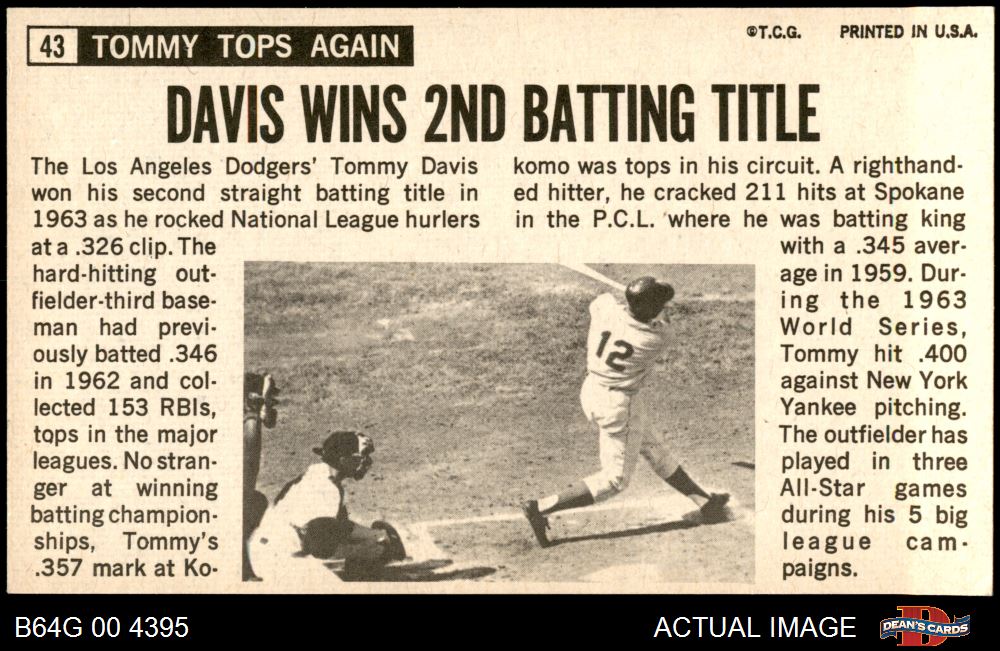 43 TOMMY TOPS AGAIN
©T.C.G. PRINTED IN U.S.A.
DAVIS WINS 2ND BATTING TITLE
The Los Angeles Dodgers' Tommy Davis
won his second straight batting title in
1963 as he rocked National League hurlers
at a .326 clip. The
hard-hitting out-
fielder-third base-
man had previ-
ously batted .346
in 1962 and col-
lected 153 RBIs,
tops in the major
leagues. No stran-
ger at winning
batting champion-
ships, Tommy's
.357 mark at Ko-
komo was tops in his circuit. A righthand-
ed hitter, he cracked 211 hits at Spokane
in the P.C.L. where he was batting king
with a .345 aver-
age in 1959. Dur-
ing the 1963
World Series,
Tommy hit .400
against New York
Yankee pitching.
The outfielder has
played in three
All-Star games
during his 5 big
league cam-
paigns.
12
B64G 00 4395
ACTUAL IMAGE
D
DEAN'S CARDS